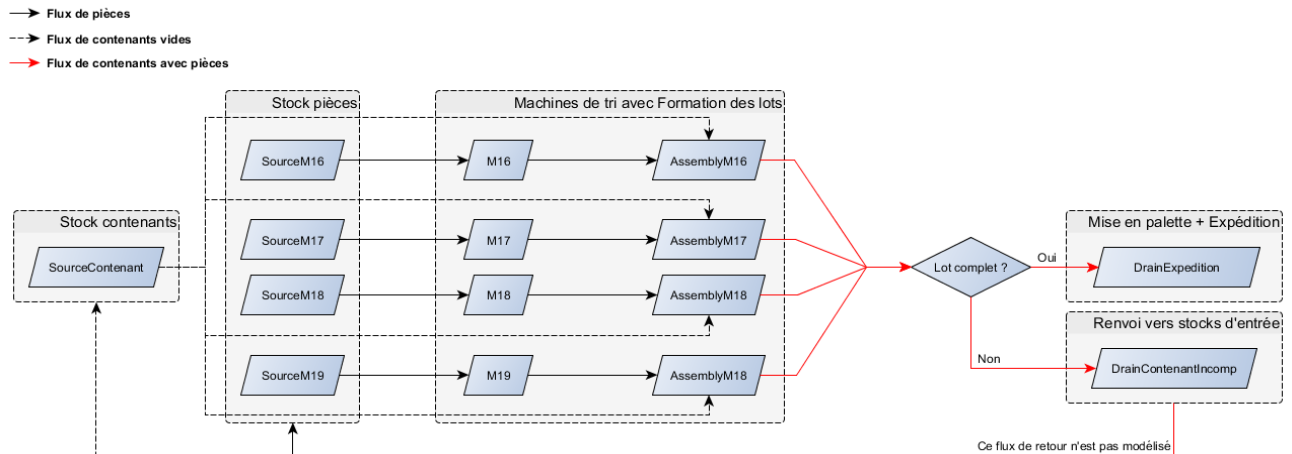 Flux de pièces
Flux de contenants vides
Flux de contenants avec pièces
Stock pièces
Machines de tri avec Formation des lots
SourceM16
M16
AssemblyM16
Stock contenants
SourceContenant
SourceM17
M17
AssemblyM17
SourceM18
M18
AssemblyM18
SourceM19
M19
AssemblyM18
Lot complet ?
Oui
Non
Mise en palette + Expédition
DrainExpedition
Renvoi vers stocks d'entrée
DrainContenantIncomp
Ce flux de retour n'est pas modélisé